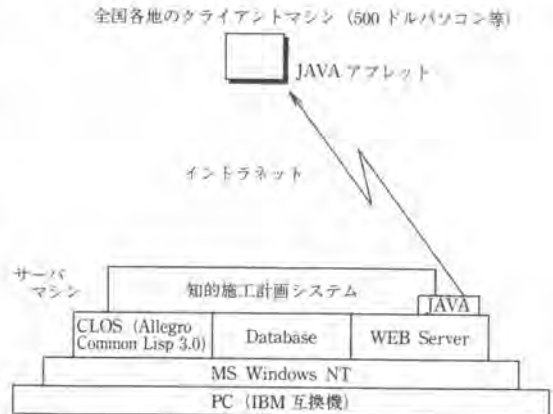 全国各地のクライアントマシン (500 ドルパソコン等)
JAVA アプレット
イントラネット
サーバ
マシン
知的施工計画システム
JAVA
CLOS (Allegro
Common Lisp 3.0)
Database
WEB Server
MS Windows NT
PC (IBM 互換機)